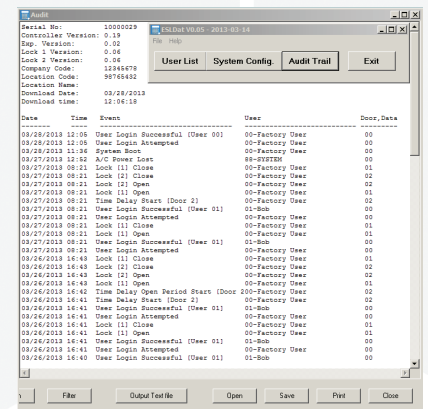 Audit
Serial No: 10000029
Controller Version: 0.19
Exp. Version: 0.02
Lock 1 Version: 0.06
Lock 2 Version: 0.06
Company Code: 12345678
Location Code: 98765432
Location Name:
Download Date: 03/28/2013
Download time: 12:06:18
ESLDat V0.05 - 2013-03-14
File Help
User List System Config. Audit Trail Exit
Date Time Event User Door,Data
03/28/2013 12:05 User Login Successful [User 00] 00-Factory User 00
03/28/2013 12:05 User Login Attempted 00-Factory User 00
03/28/2013 11:36 System Boot 00-Factory User 00
03/27/2013 12:52 A/C Power Lost 88-SYSTEM 00
03/27/2013 08:21 Lock [1] Close 00-Factory User 01
03/27/2013 08:21 Lock [2] Close 00-Factory User 02
03/27/2013 08:21 Lock [2] Open 00-Factory User 02
03/27/2013 08:21 Lock [1] Open 00-Factory User 01
03/27/2013 08:21 Time Delay Start [Door 2] 00-Factory User 02
03/27/2013 08:21 User Login Successful [User 01] 01-Bob 00
03/27/2013 08:21 User Login Attempted 00-Factory User 00
03/27/2013 08:21 Lock [1] Close 00-Factory User 01
03/27/2013 08:21 Lock [1] Open 00-Factory User 01
03/27/2013 08:21 User Login Successful [User 01] 01-Bob 00
03/27/2013 08:21 User Login Attempted 00-Factory User 00
03/26/2013 16:43 Lock [1] Close 00-Factory User 01
03/26/2013 16:43 Lock [2] Close 00-Factory User 02
03/26/2013 16:43 Lock [2] Open 00-Factory User 02
03/26/2013 16:43 Lock [1] Open 00-Factory User 01
03/26/2013 16:42 Time Delay Open Period Start [Door 200-Factory User 02
03/26/2013 16:41 Time Delay Start [Door 2] 00-Factory User 02
03/26/2013 16:41 User Login Successful [User 01] 01-Bob 00
03/26/2013 16:41 User Login Attempted 00-Factory User 00
03/26/2013 16:41 Lock [1] Close 00-Factory User 01
03/26/2013 16:41 Lock [1] Open 00-Factory User 01
03/26/2013 16:41 User Login Successful [User 01] 01-Bob 00
03/26/2013 16:41 User Login Attempted 00-Factory User 00
03/26/2013 16:40 User Login Successful [User 01] 01-Bob 00
n Filter Output Text file Open Save Print Close